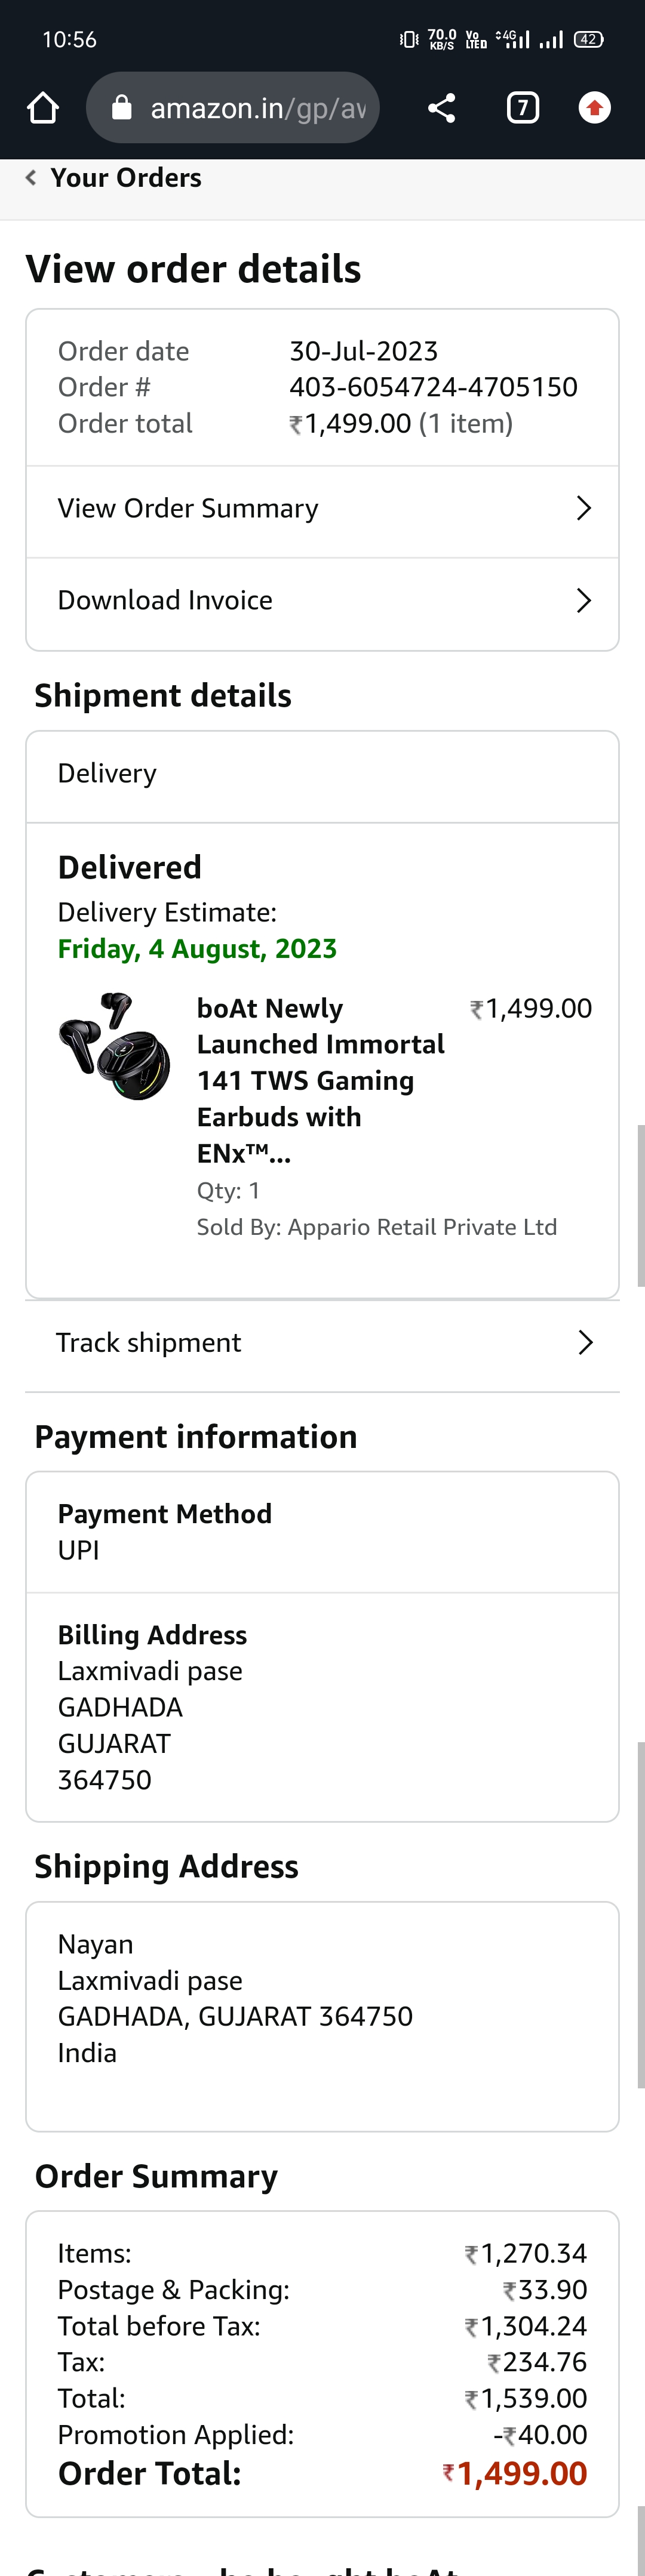 10:56
70.0 KB/S
Vo LTED
4G
42
amazon.in/gp/av
7
Your Orders
View order details
Order date 30-Jul-2023
Order # 403-6054724-4705150
Order total ₹1,499.00 (1 item)
View Order Summary
Download Invoice
Shipment details
Delivery
Delivered
Delivery Estimate:
Friday, 4 August, 2023
boAt Newly ₹1,499.00
Launched Immortal
141 TWS Gaming
Earbuds with
ENx™...
Qty: 1
Sold By: Appario Retail Private Ltd
Track shipment
Payment information
Payment Method
UPI
Billing Address
Laxmivadi pase
GADHADA
GUJARAT
364750
Shipping Address
Nayan
Laxmivadi pase
GADHADA, GUJARAT 364750
India
Order Summary
Items: ₹1,270.34
Postage & Packing: ₹33.90
Total before Tax: ₹1,304.24
Tax: ₹234.76
Total: ₹1,539.00
Promotion Applied: -₹40.00
Order Total: ₹1,499.00